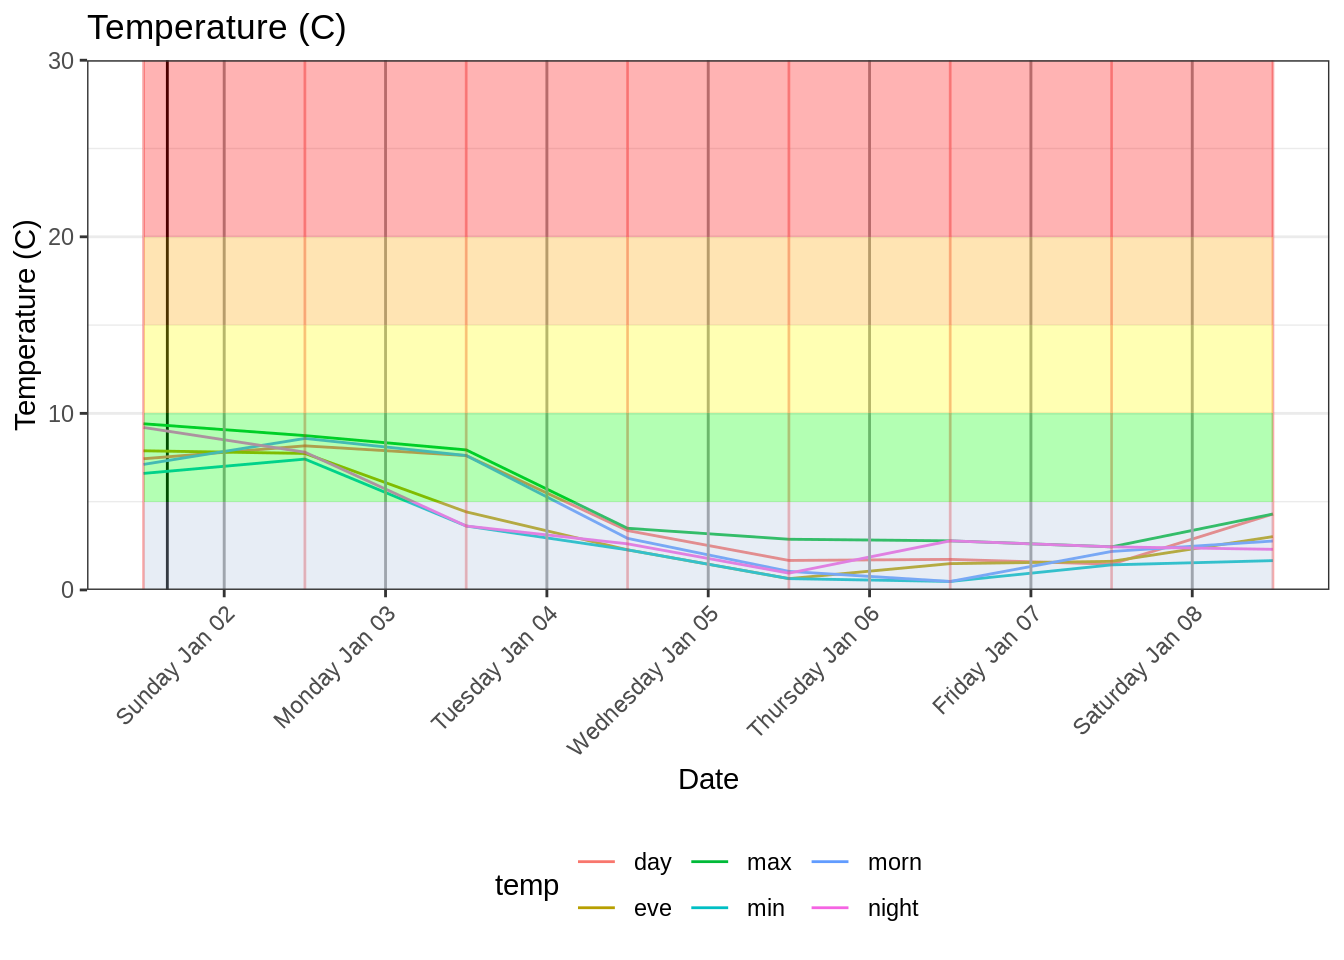 Temperature (C)
30
20
10
0
Temperature (C)
Sunday Jan 02
Monday Jan 03
Tuesday Jan 04
Wednesday Jan 05
Thursday Jan 06
Friday Jan 07
Saturday Jan 08
Date
temp
day
max
morn
eve
min
night